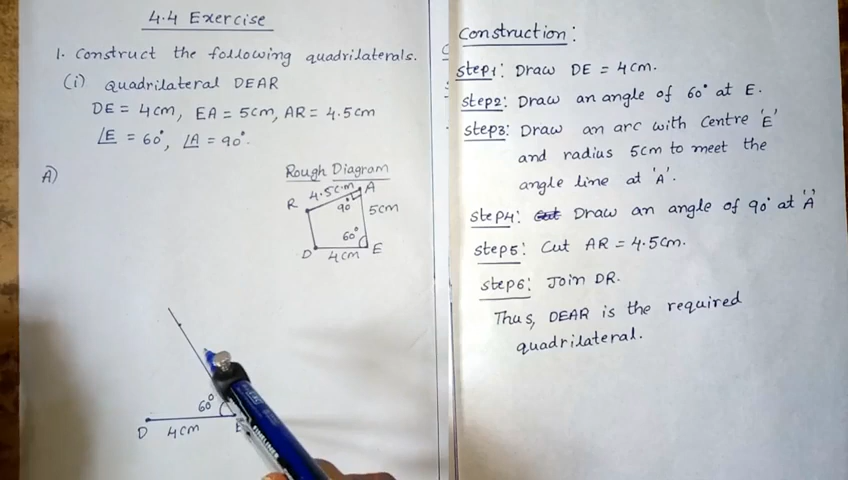 4.4 Exercise
1. Construct the following quadrilaterals.
(i) quadrilateral DEAR
DE = 4cm, EA = 5cm, AR = 4.5cm
∠E = 60°, ∠A = 90°.
A)
Rough Diagram
4.5c.m A
R 90° 5cm
60°
D 4cm E
60°
D 4cm E
Construction:
Step1: Draw DE = 4cm.
Step2: Draw an angle of 60° at E.
Step3: Draw an arc with centre 'E'
and radius 5cm to meet the
angle line at 'A'.
Step4: Draw an angle of 90° at 'A'
Step5: Cut AR = 4.5cm.
Step6: Join DR.
Thus, DEAR is the required
quadrilateral.